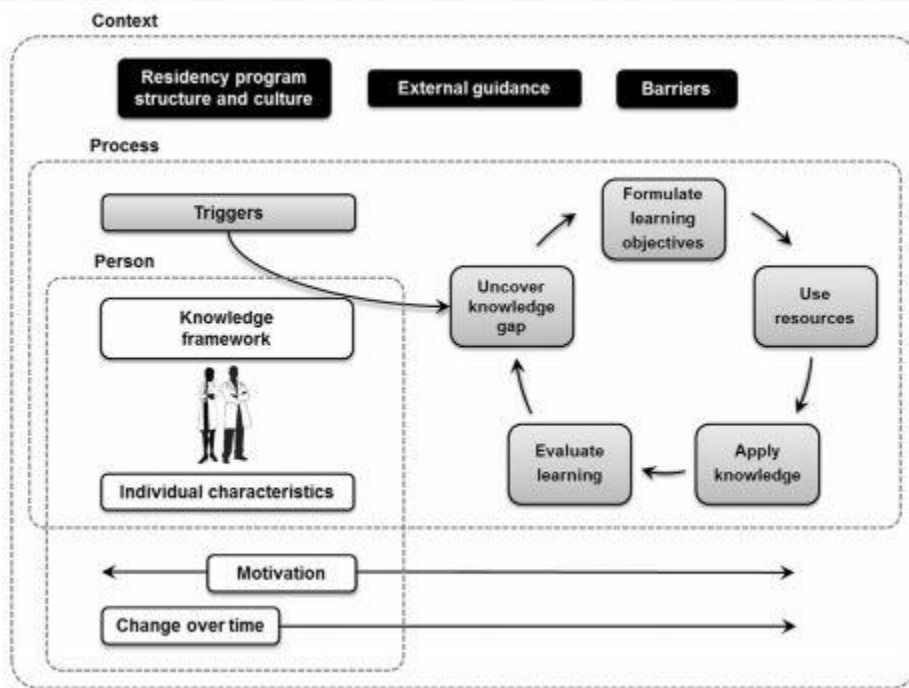 Context
Residency program
structure and culture
External guidance
Barriers
Process
Triggers
Formulate
learning
objectives
Person
Uncover
knowledge
gap
Use
resources
Knowledge
framework
Evaluate
learning
Apply
knowledge
Individual characteristics
Motivation
Change over time